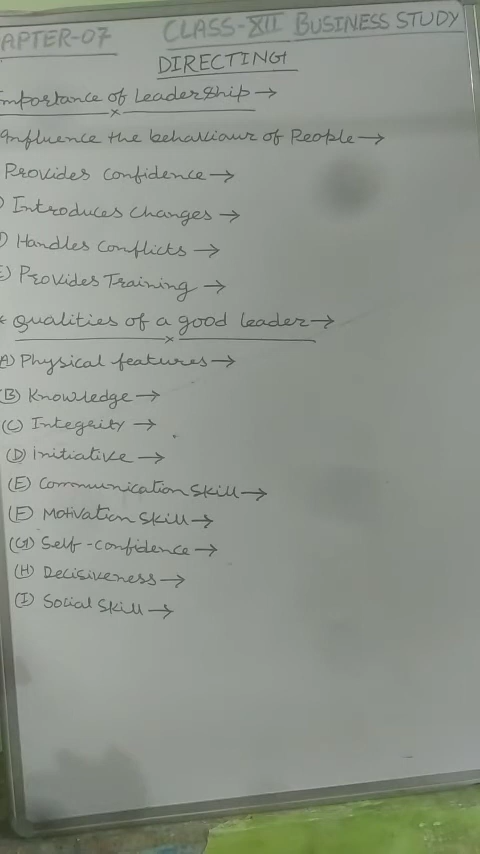 APTER-07 CLASS-XII BUSINESS STUDY
DIRECTING
Importance of Leadership →
Influence the behaviour of People →
Provides Confidence →
) Introduces Changes →
) Handles Conflicts →
E) Provides Training →
* Qualities of a good leader →
(A) Physical features →
(B) Knowledge →
(C) Integrity →
(D) Initiative →
(E) Communication Skill →
(F) Motivation Skill →
(G) Self-confidence →
(H) Decisiveness →
(I) Social Skill →